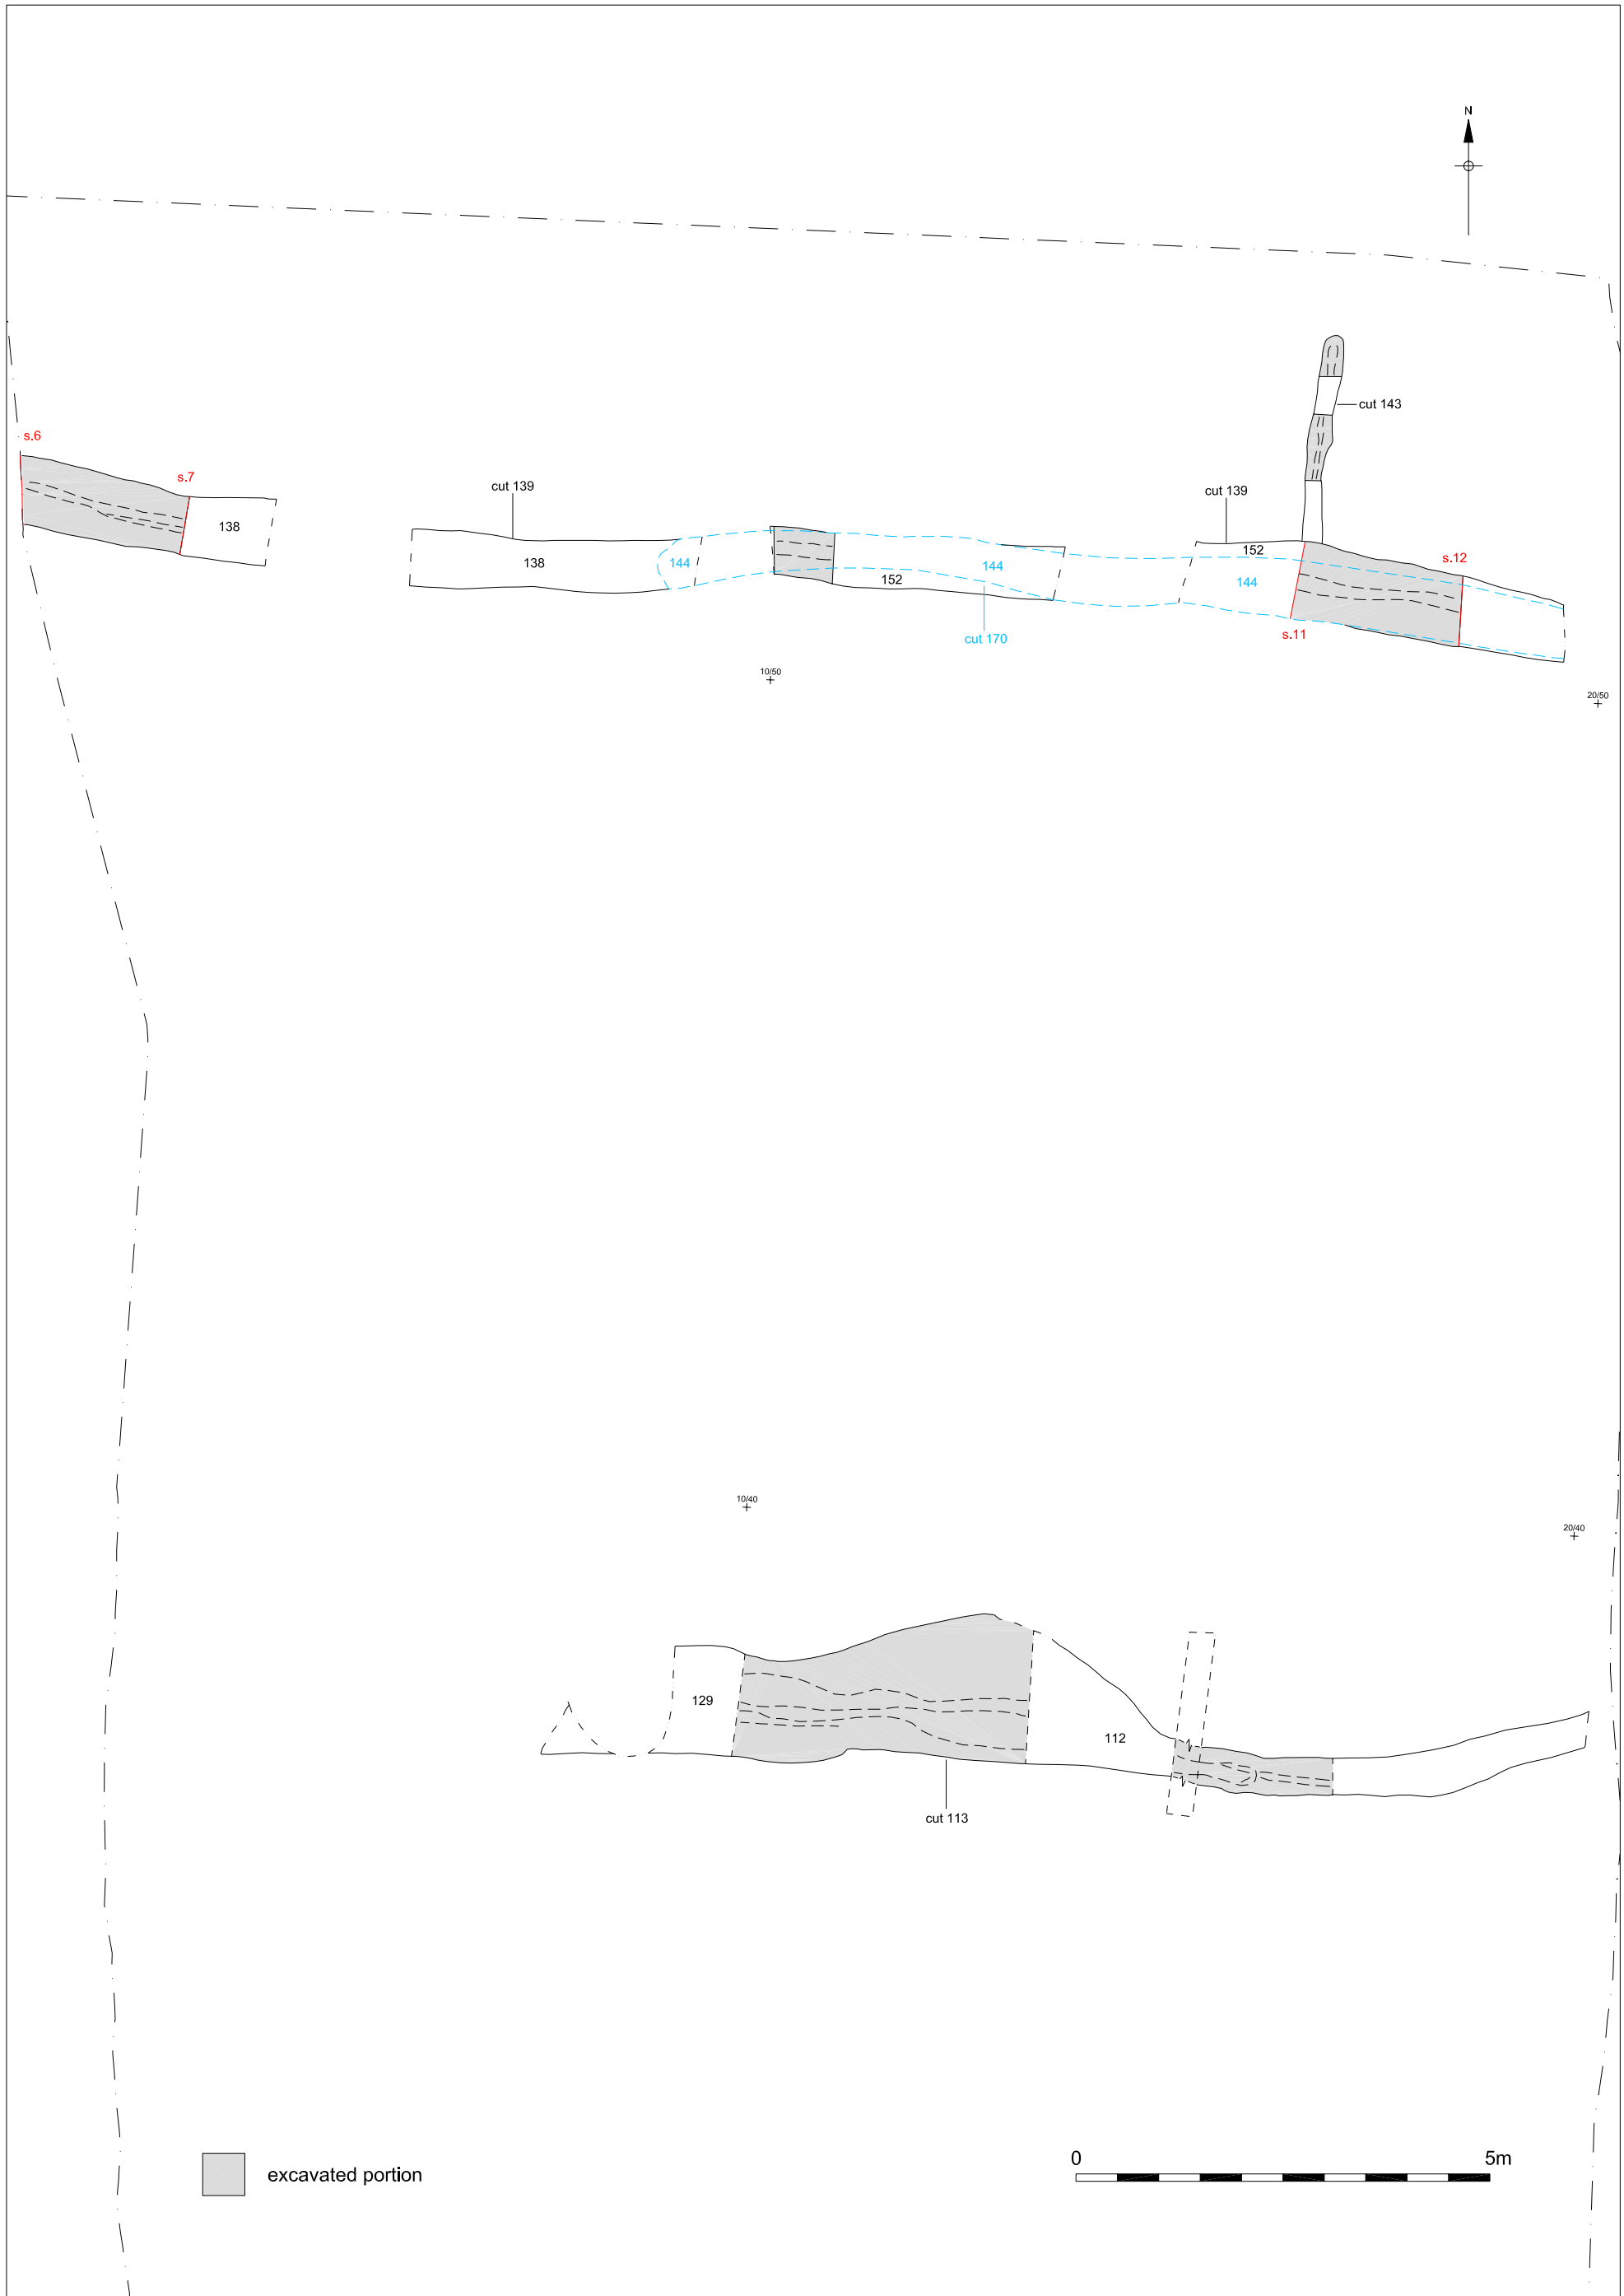 N
cut 143
s.6
s.7
cut 139
cut 139
138
138
144
152
144
152
144
s.12
s.11
cut 170
10/50
20/50
10/40
20/40
129
112
cut 113
0 5m
excavated portion